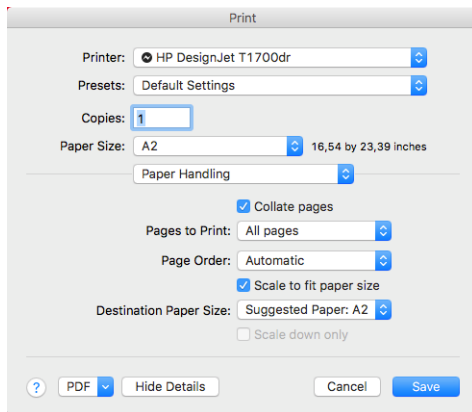 Print
Printer: HP DesignJet T1700dr
Presets: Default Settings
Copies: 1
Paper Size: A2 16,54 by 23,39 inches
Paper Handling
Collate pages
Pages to Print: All pages
Page Order: Automatic
Scale to fit paper size
Destination Paper Size: Suggested Paper: A2
Scale down only
? PDF Hide Details Cancel Save